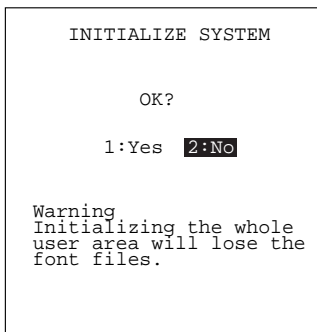 INITIALIZE SYSTEM
OK?
1:Yes 2:No
Warning
Initializing the whole
user area will lose the
font files.